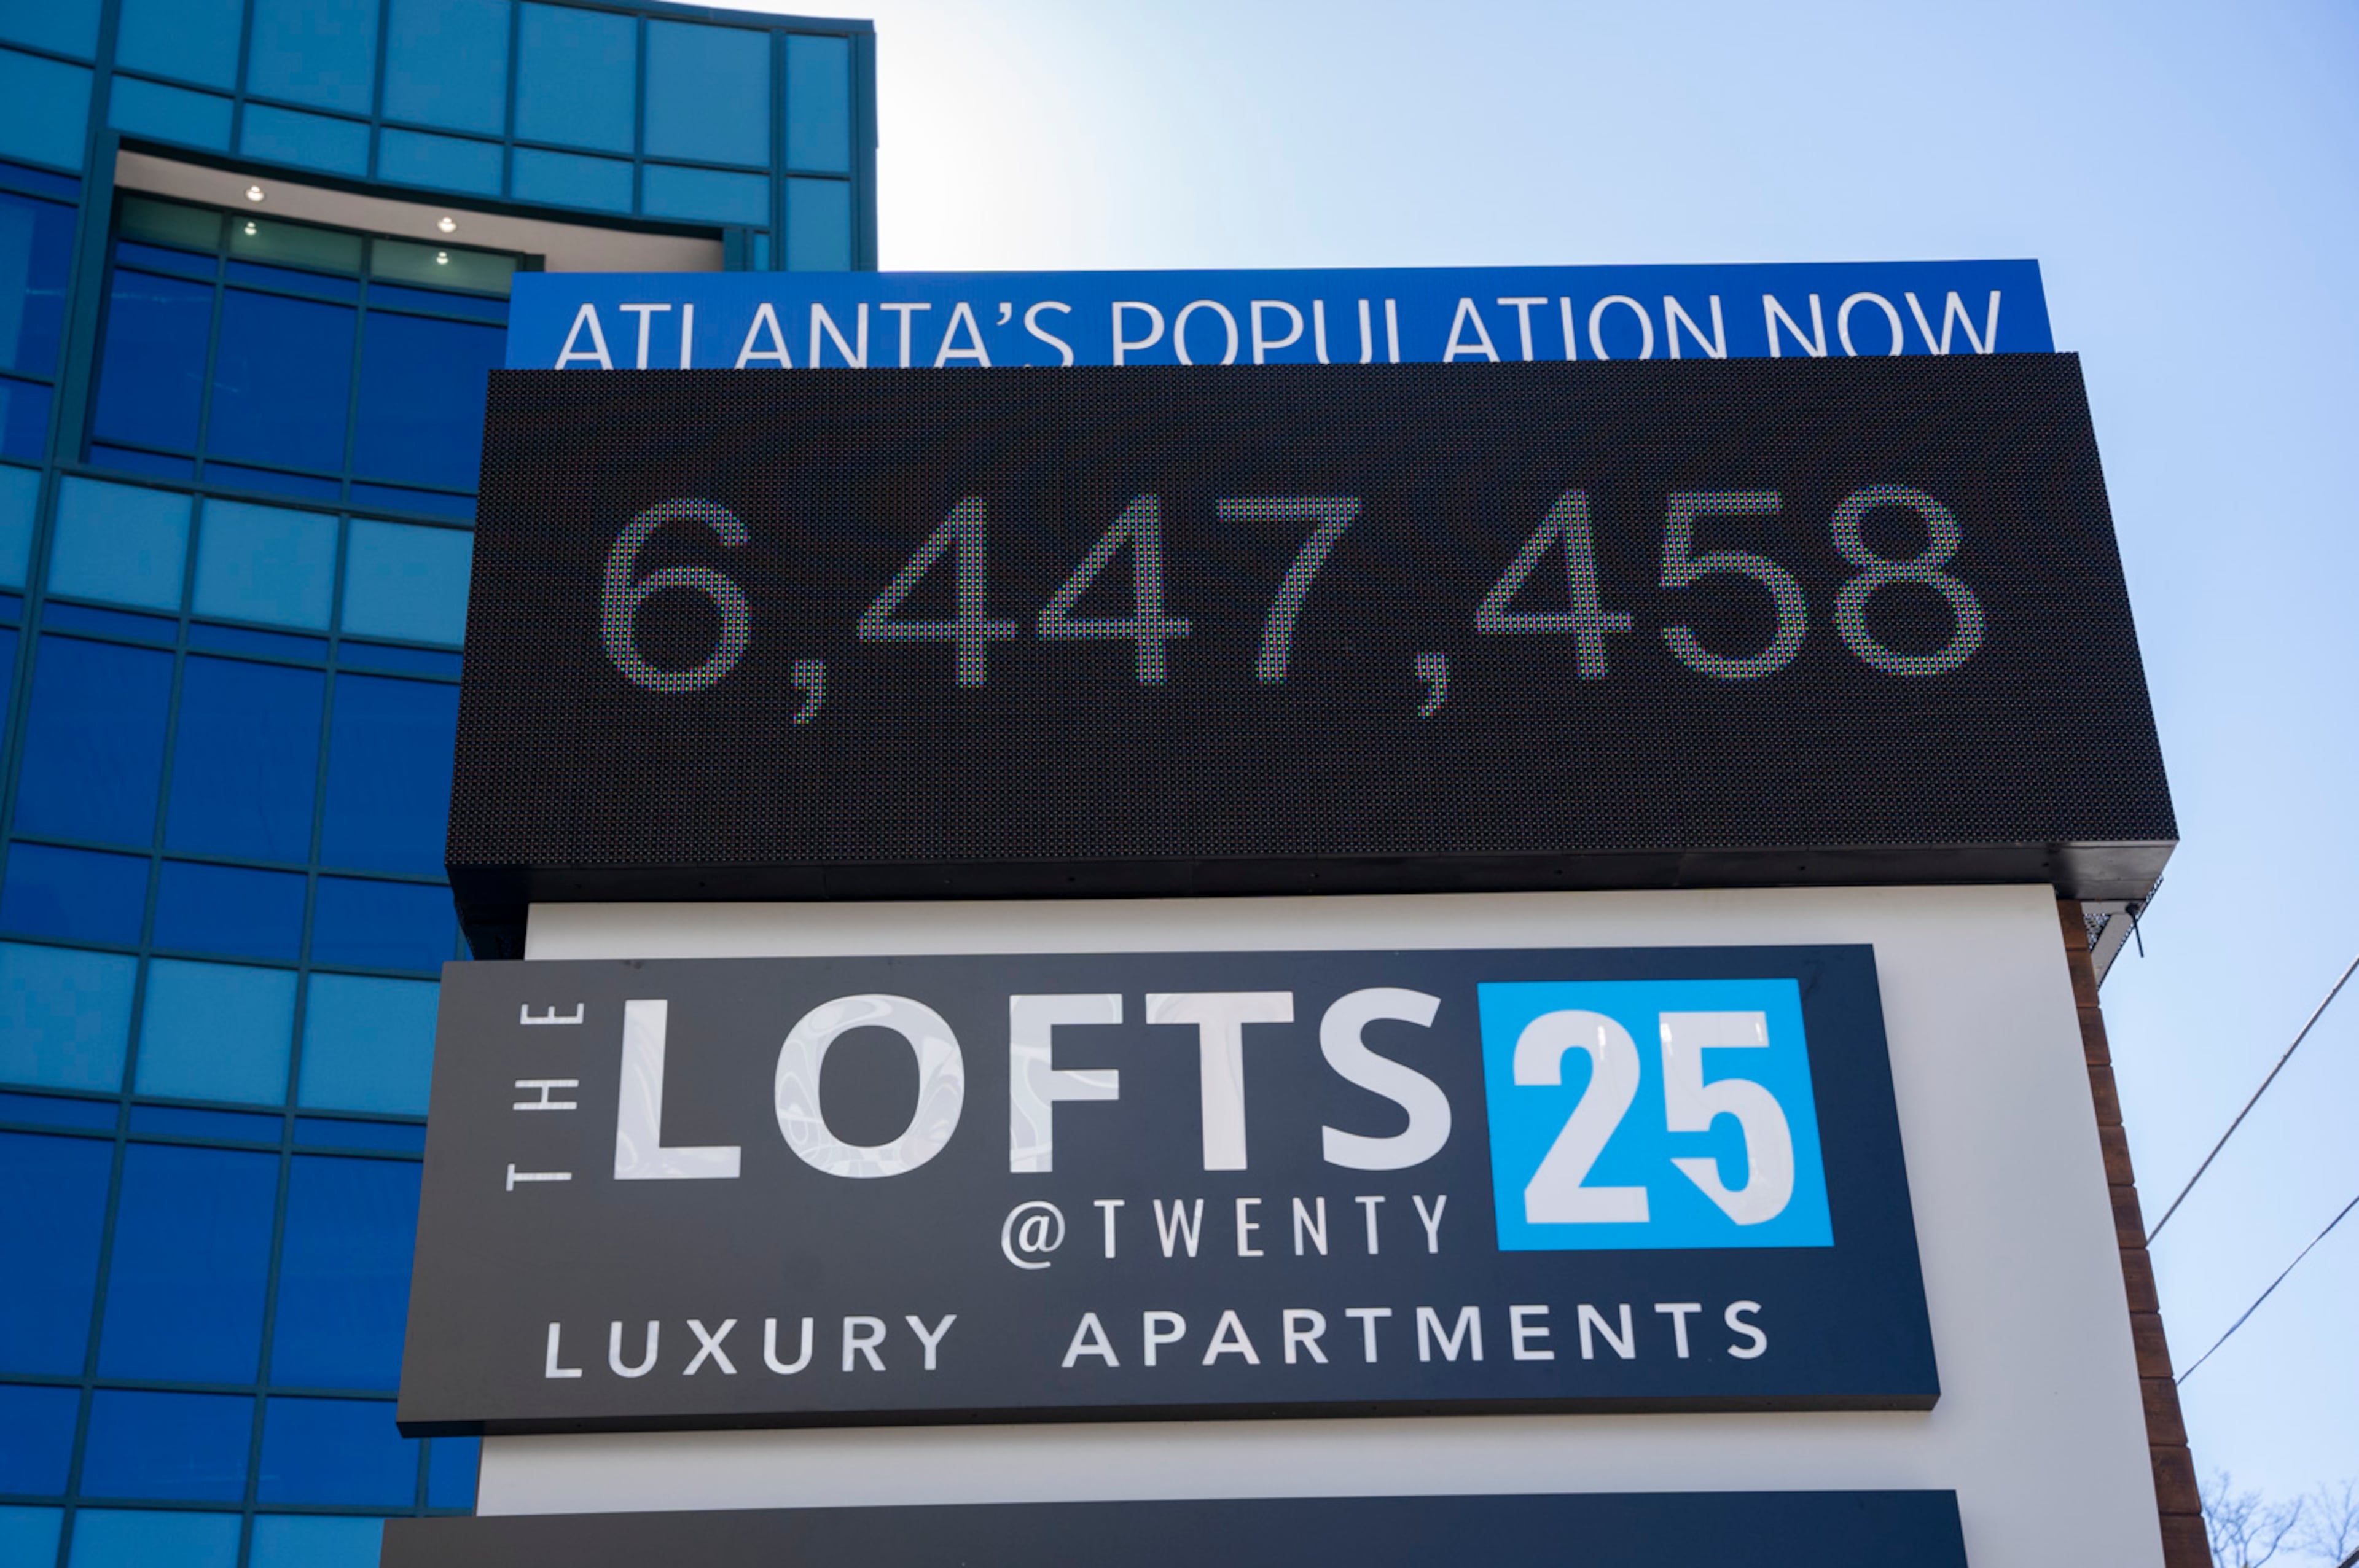 ATLANTA'S POPULATION NOW
6,447,458
THE LOFTS 25
@TWENTY
LUXURY APARTMENTS